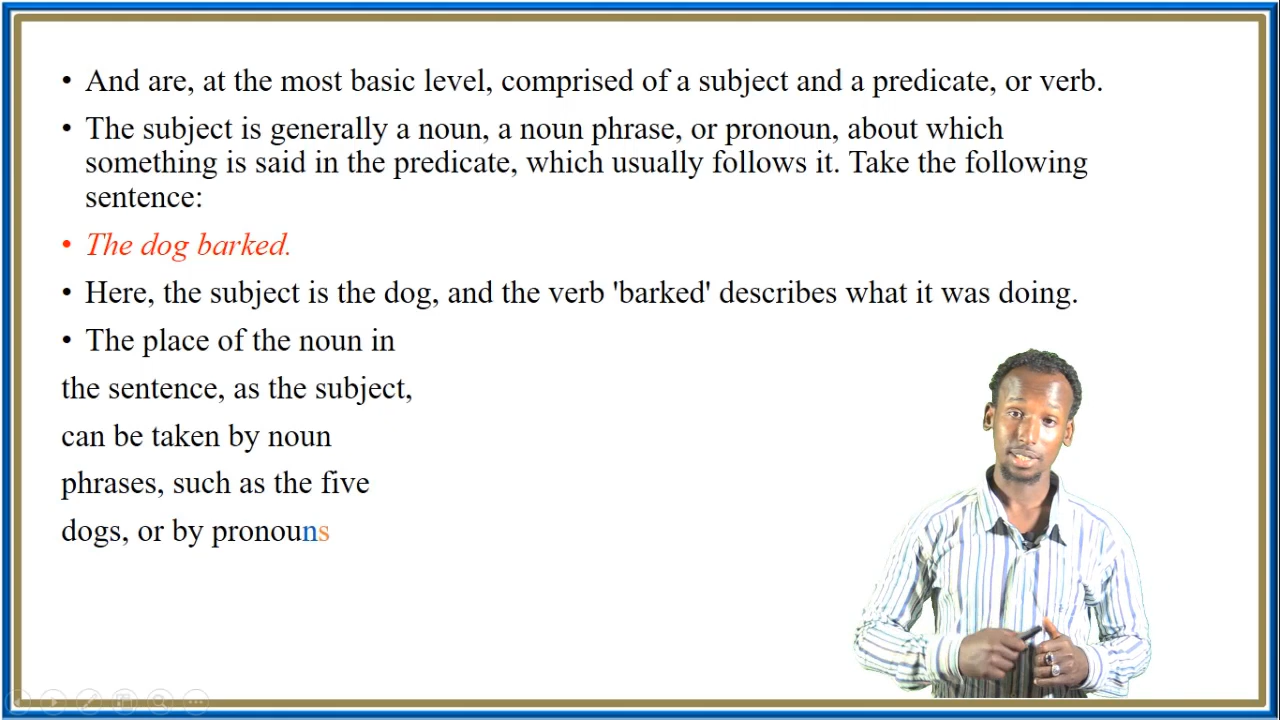 • And are, at the most basic level, comprised of a subject and a predicate, or verb.
• The subject is generally a noun, a noun phrase, or pronoun, about which
something is said in the predicate, which usually follows it. Take the following
sentence:
• The dog barked.
• Here, the subject is the dog, and the verb 'barked' describes what it was doing.
• The place of the noun in
the sentence, as the subject,
can be taken by noun
phrases, such as the five
dogs, or by pronouns